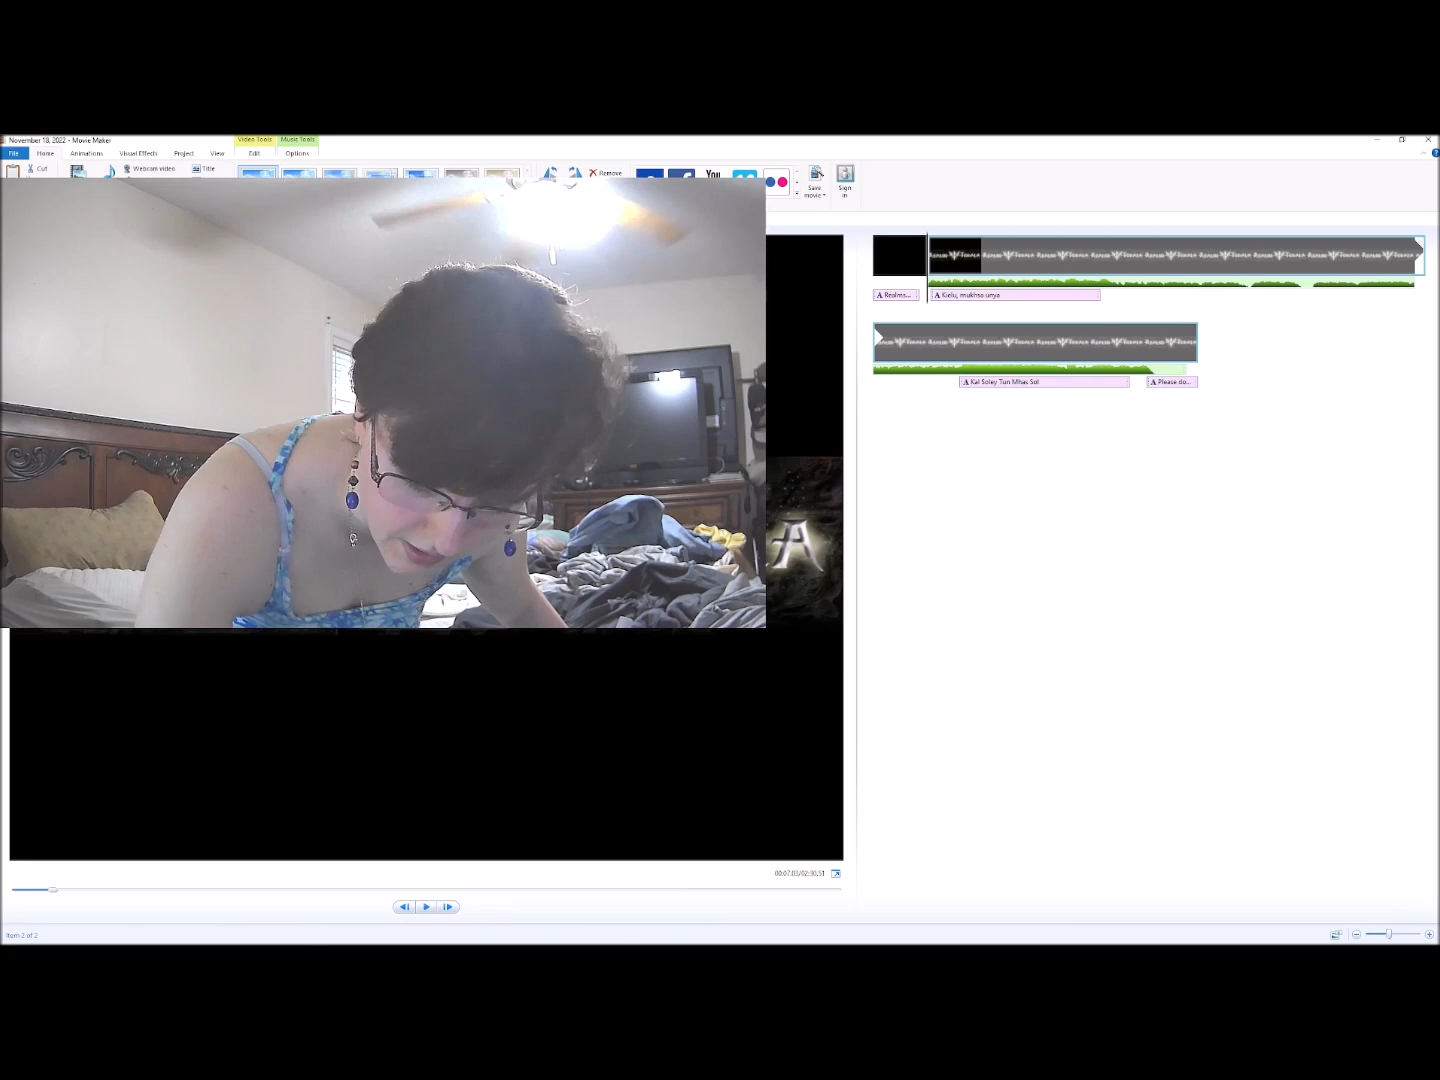 November 18, 2022 - Movie Maker
Video Tools
Music Tools
File
Home
Animations
Visual Effects
Project
View
Edit
Options
Cut
Webcam video
Title
Remove
You
Save movie
Sign in
A Realms...
A Kielu, mukhso unya
A Kal Soley Tun Mhas Sol
A Please do...
A
00:07.03/02:30.51
Item 2 of 2